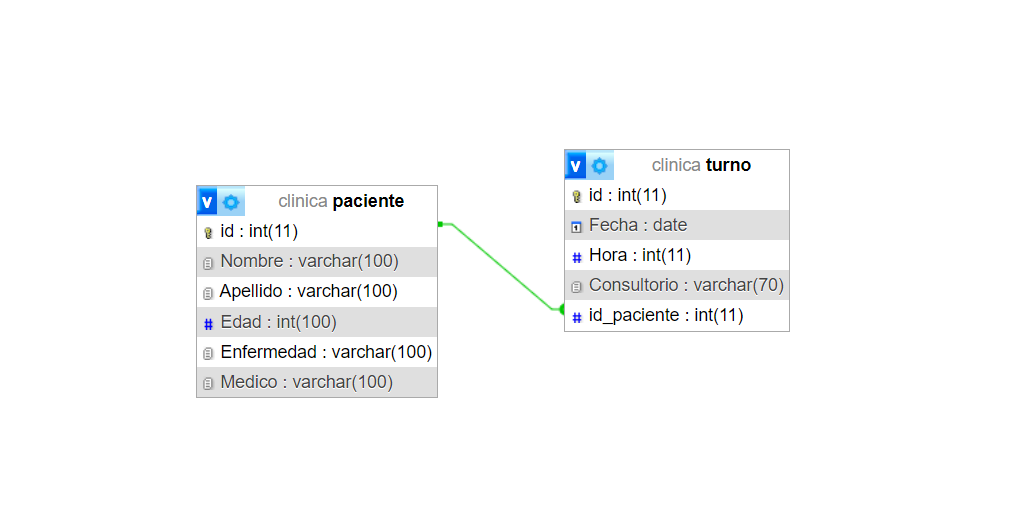 v clinica paciente
id : int(11)
Nombre : varchar(100)
Apellido : varchar(100)
# Edad : int(100)
Enfermedad : varchar(100)
Medico : varchar(100)
v clinica turno
id : int(11)
Fecha : date
# Hora : int(11)
Consultorio : varchar(70)
# id_paciente : int(11)